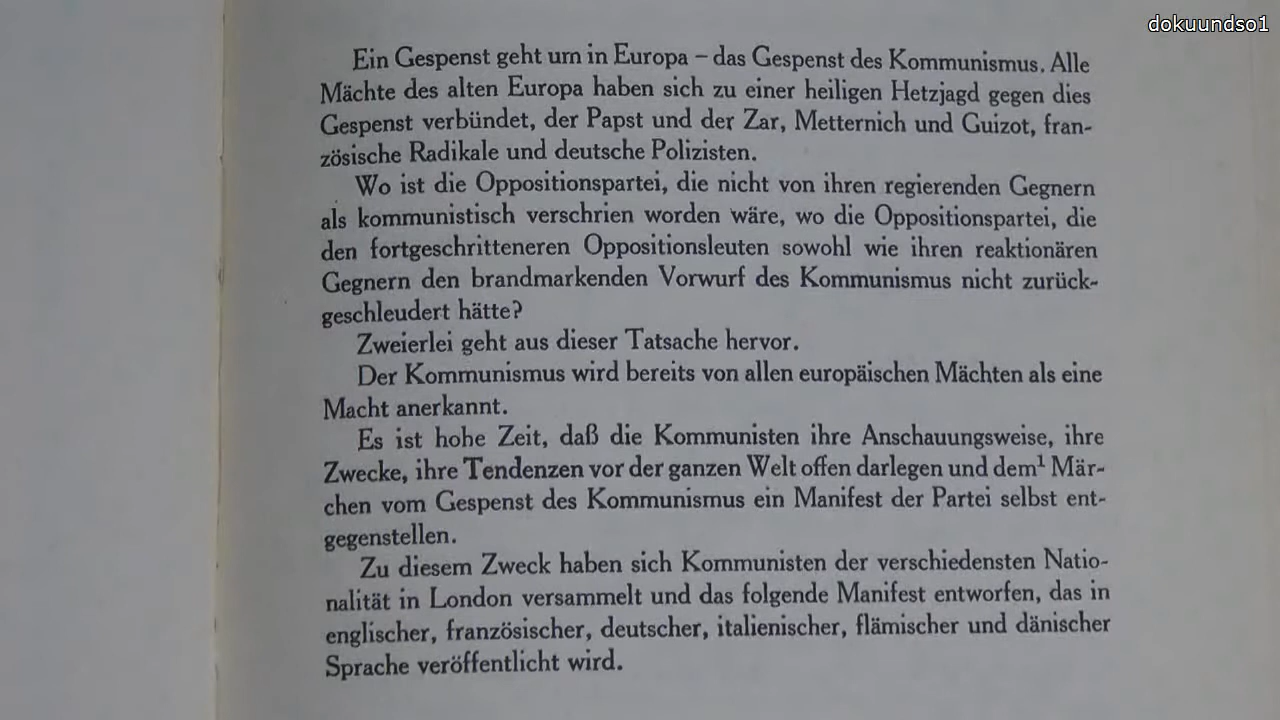 dokuundso1
Ein Gespenst geht um in Europa – das Gespenst des Kommunismus. Alle
Mächte des alten Europa haben sich zu einer heiligen Hetzjagd gegen dies
Gespenst verbündet, der Papst und der Zar, Metternich und Guizot, fran-
zösische Radikale und deutsche Polizisten.
Wo ist die Oppositionspartei, die nicht von ihren regierenden Gegnern
als kommunistisch verschrien worden wäre, wo die Oppositionspartei, die
den fortgeschritteneren Oppositionsleuten sowohl wie ihren reaktionären
Gegnern den brandmarkenden Vorwurf des Kommunismus nicht zurück-
geschleudert hätte?
Zweierlei geht aus dieser Tatsache hervor.
Der Kommunismus wird bereits von allen europäischen Mächten als eine
Macht anerkannt.
Es ist hohe Zeit, daß die Kommunisten ihre Anschauungsweise, ihre
Zwecke, ihre Tendenzen vor der ganzen Welt offen darlegen und dem¹ Mär-
chen vom Gespenst des Kommunismus ein Manifest der Partei selbst ent-
gegenstellen.
Zu diesem Zweck haben sich Kommunisten der verschiedensten Natio-
nalität in London versammelt und das folgende Manifest entworfen, das in
englischer, französischer, deutscher, italienischer, flämischer und dänischer
Sprache veröffentlicht wird.